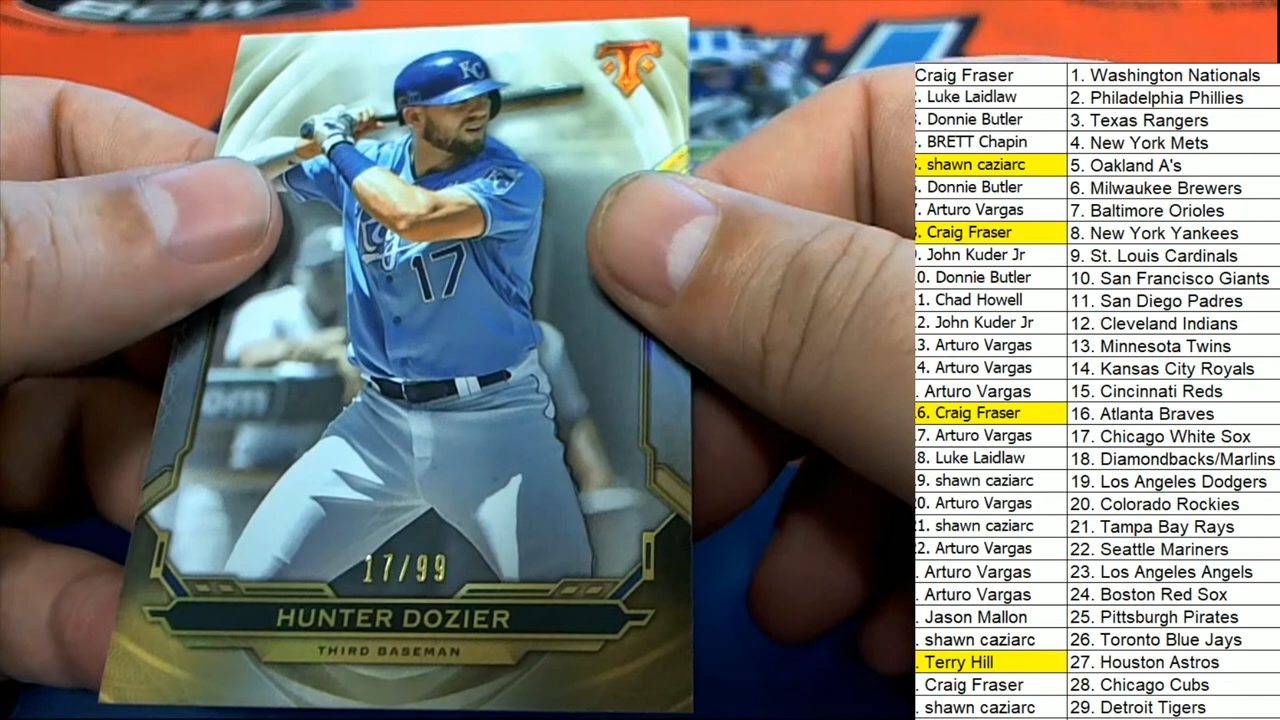 KC
17
17/99
HUNTER DOZIER
THIRD BASEMAN
Craig Fraser 1. Washington Nationals
. Luke Laidlaw 2. Philadelphia Phillies
. Donnie Butler 3. Texas Rangers
. BRETT Chapin 4. New York Mets
. shawn caziarc 5. Oakland A's
. Donnie Butler 6. Milwaukee Brewers
7. Arturo Vargas 7. Baltimore Orioles
. Craig Fraser 8. New York Yankees
. John Kuder Jr 9. St. Louis Cardinals
.0. Donnie Butler 10. San Francisco Giants
.1. Chad Howell 11. San Diego Padres
.2. John Kuder Jr 12. Cleveland Indians
.3. Arturo Vargas 13. Minnesota Twins
.4. Arturo Vargas 14. Kansas City Royals
. Arturo Vargas 15. Cincinnati Reds
.6. Craig Fraser 16. Atlanta Braves
.7. Arturo Vargas 17. Chicago White Sox
.8. Luke Laidlaw 18. Diamondbacks/Marlins
.9. shawn caziarc 19. Los Angeles Dodgers
20. Arturo Vargas 20. Colorado Rockies
21. shawn caziarc 21. Tampa Bay Rays
22. Arturo Vargas 22. Seattle Mariners
. Arturo Vargas 23. Los Angeles Angels
. Arturo Vargas 24. Boston Red Sox
. Jason Mallon 25. Pittsburgh Pirates
. shawn caziarc 26. Toronto Blue Jays
. Terry Hill 27. Houston Astros
. Craig Fraser 28. Chicago Cubs
. shawn caziarc 29. Detroit Tigers